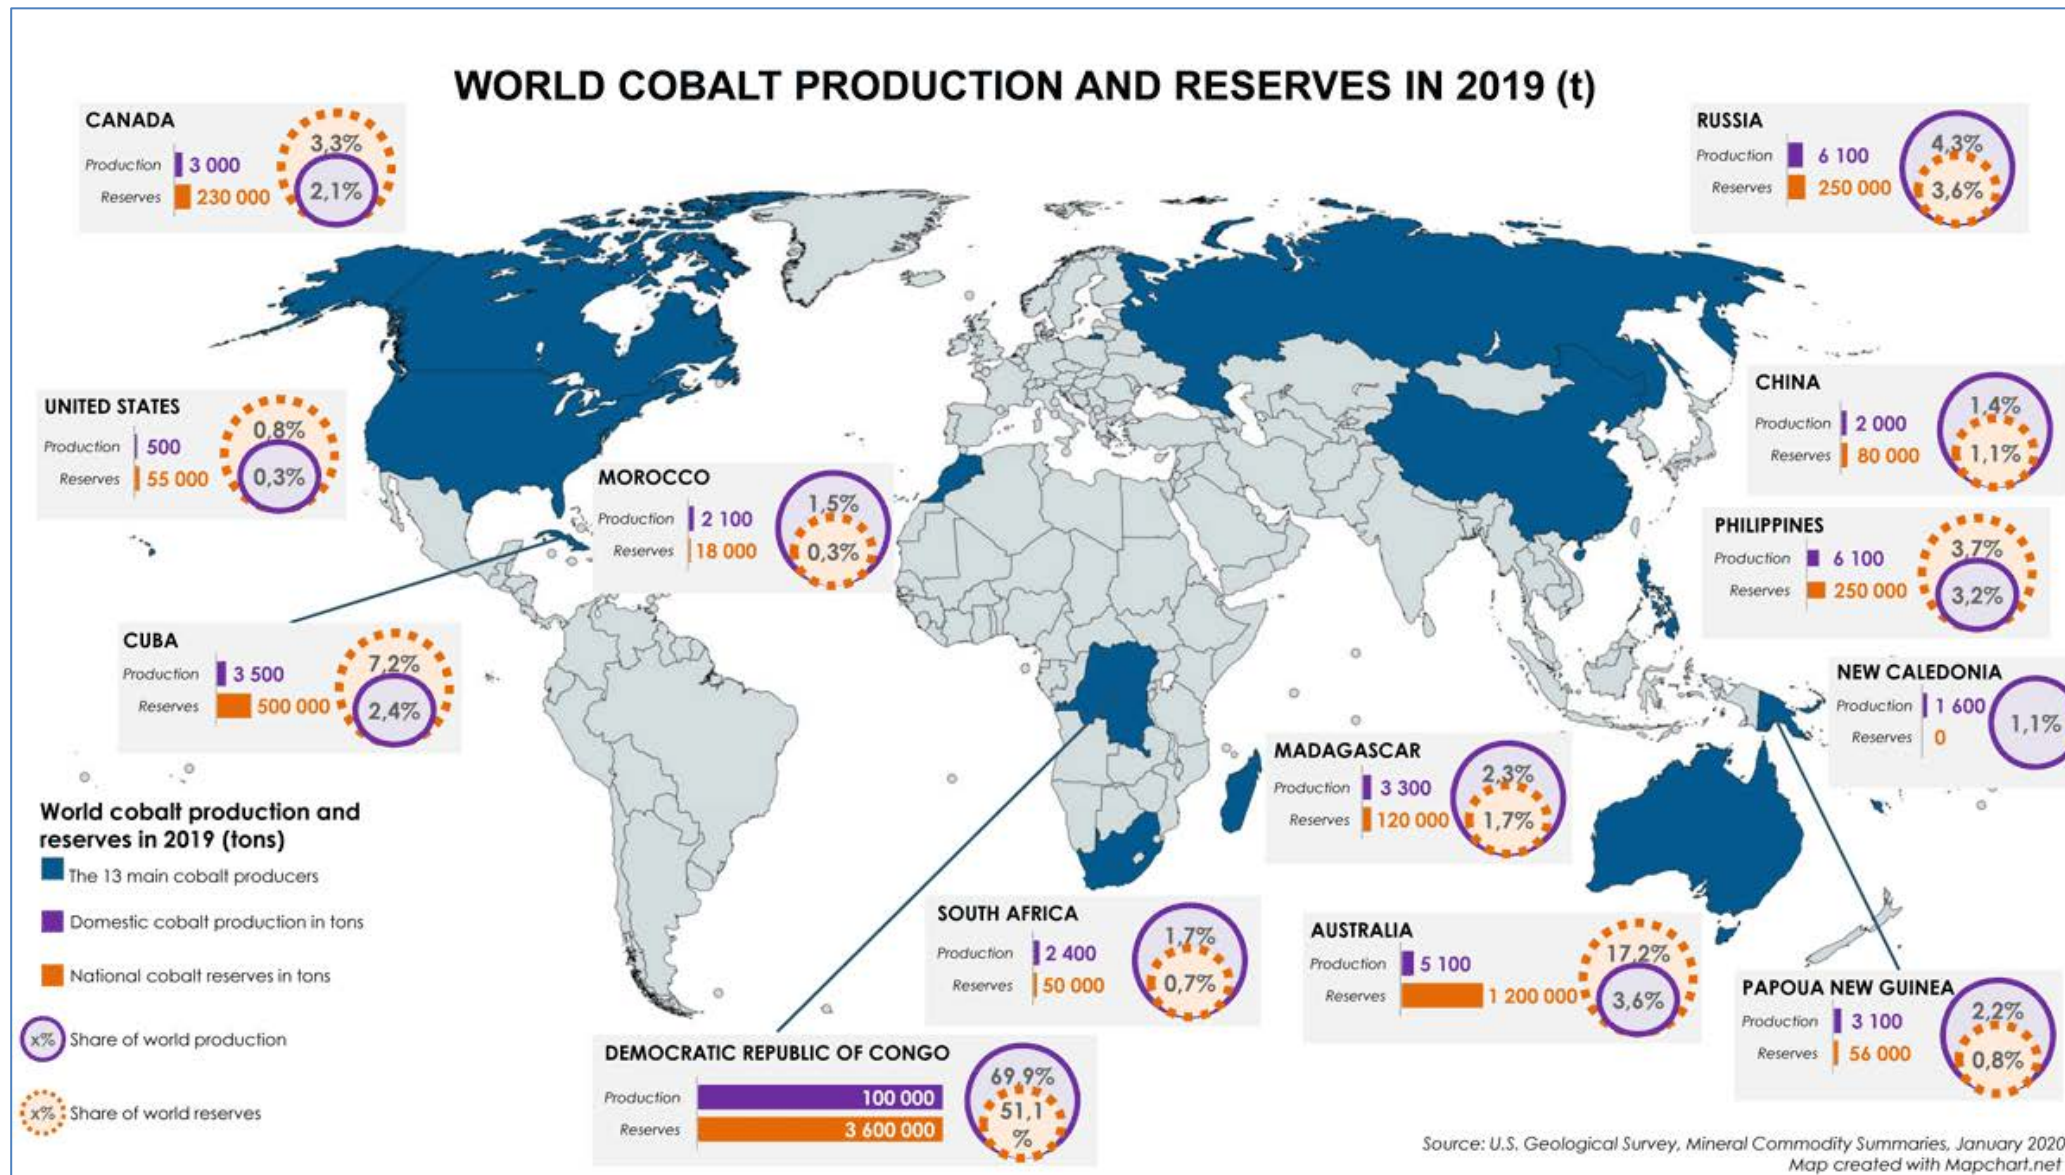 WORLD COBALT PRODUCTION AND RESERVES IN 2019 (t)
CANADA
Production 3 000
Reserves 230 000
3,3%
2,1%
RUSSIA
Production 6 100
Reserves 250 000
4,3%
3,6%
UNITED STATES
Production 500
Reserves 55 000
0,8%
0,3%
CHINA
Production 2 000
Reserves 80 000
1,4%
1,1%
MOROCCO
Production 2 100
Reserves 18 000
1,5%
0,3%
PHILIPPINES
Production 6 100
Reserves 250 000
3,7%
3,2%
CUBA
Production 3 500
Reserves 500 000
7,2%
2,4%
NEW CALEDONIA
Production 1 600
Reserves 0
1,1%
MADAGASCAR
Production 3 300
Reserves 120 000
2,3%
1,7%
World cobalt production and
reserves in 2019 (tons)
The 13 main cobalt producers
Domestic cobalt production in tons
National cobalt reserves in tons
x% Share of world production
x% Share of world reserves
SOUTH AFRICA
Production 2 400
Reserves 50 000
1,7%
0,7%
AUSTRALIA
Production 5 100
Reserves 1 200 000
17,2%
3,6%
PAPOUA NEW GUINEA
Production 3 100
Reserves 56 000
2,2%
0,8%
DEMOCRATIC REPUBLIC OF CONGO
Production 100 000
Reserves 3 600 000
69,9%
51,1
%
Source: U.S. Geological Survey, Mineral Commodity Summaries, January 2020
Map created with Mapchart.net